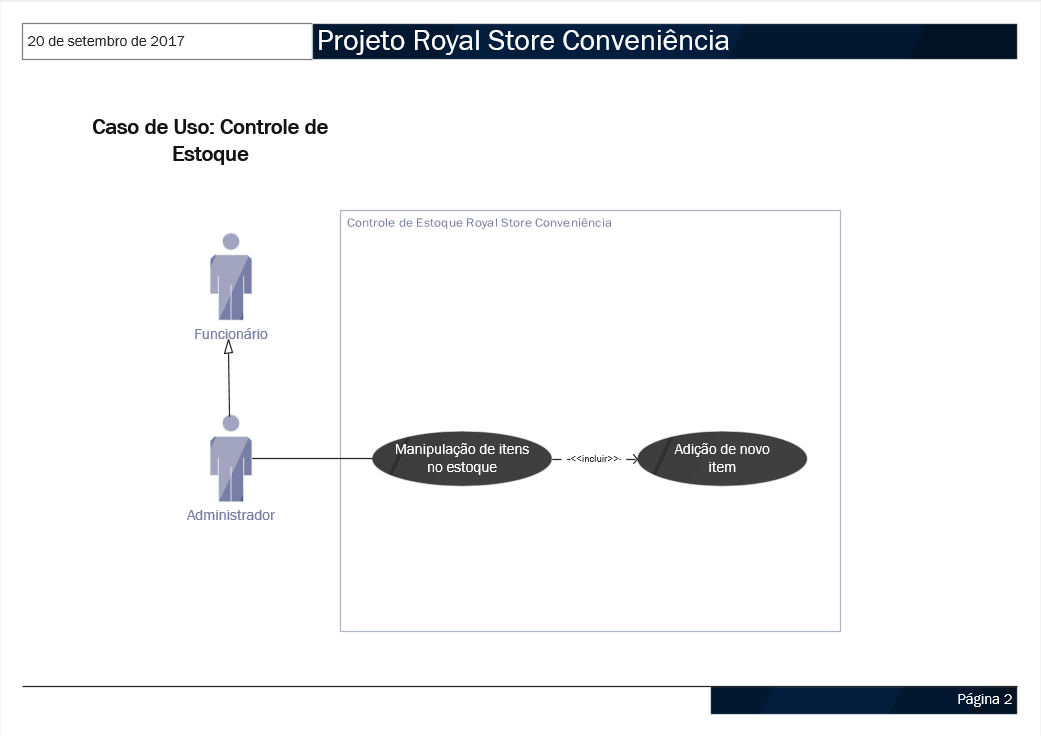 20 de setembro de 2017
Projeto Royal Store Conveniência
Caso de Uso: Controle de
Estoque
Controle de Estoque Royal Store Conveniência
Funcionário
Manipulação de itens
no estoque
<<incluir>>
Adição de novo
item
Administrador
Página 2